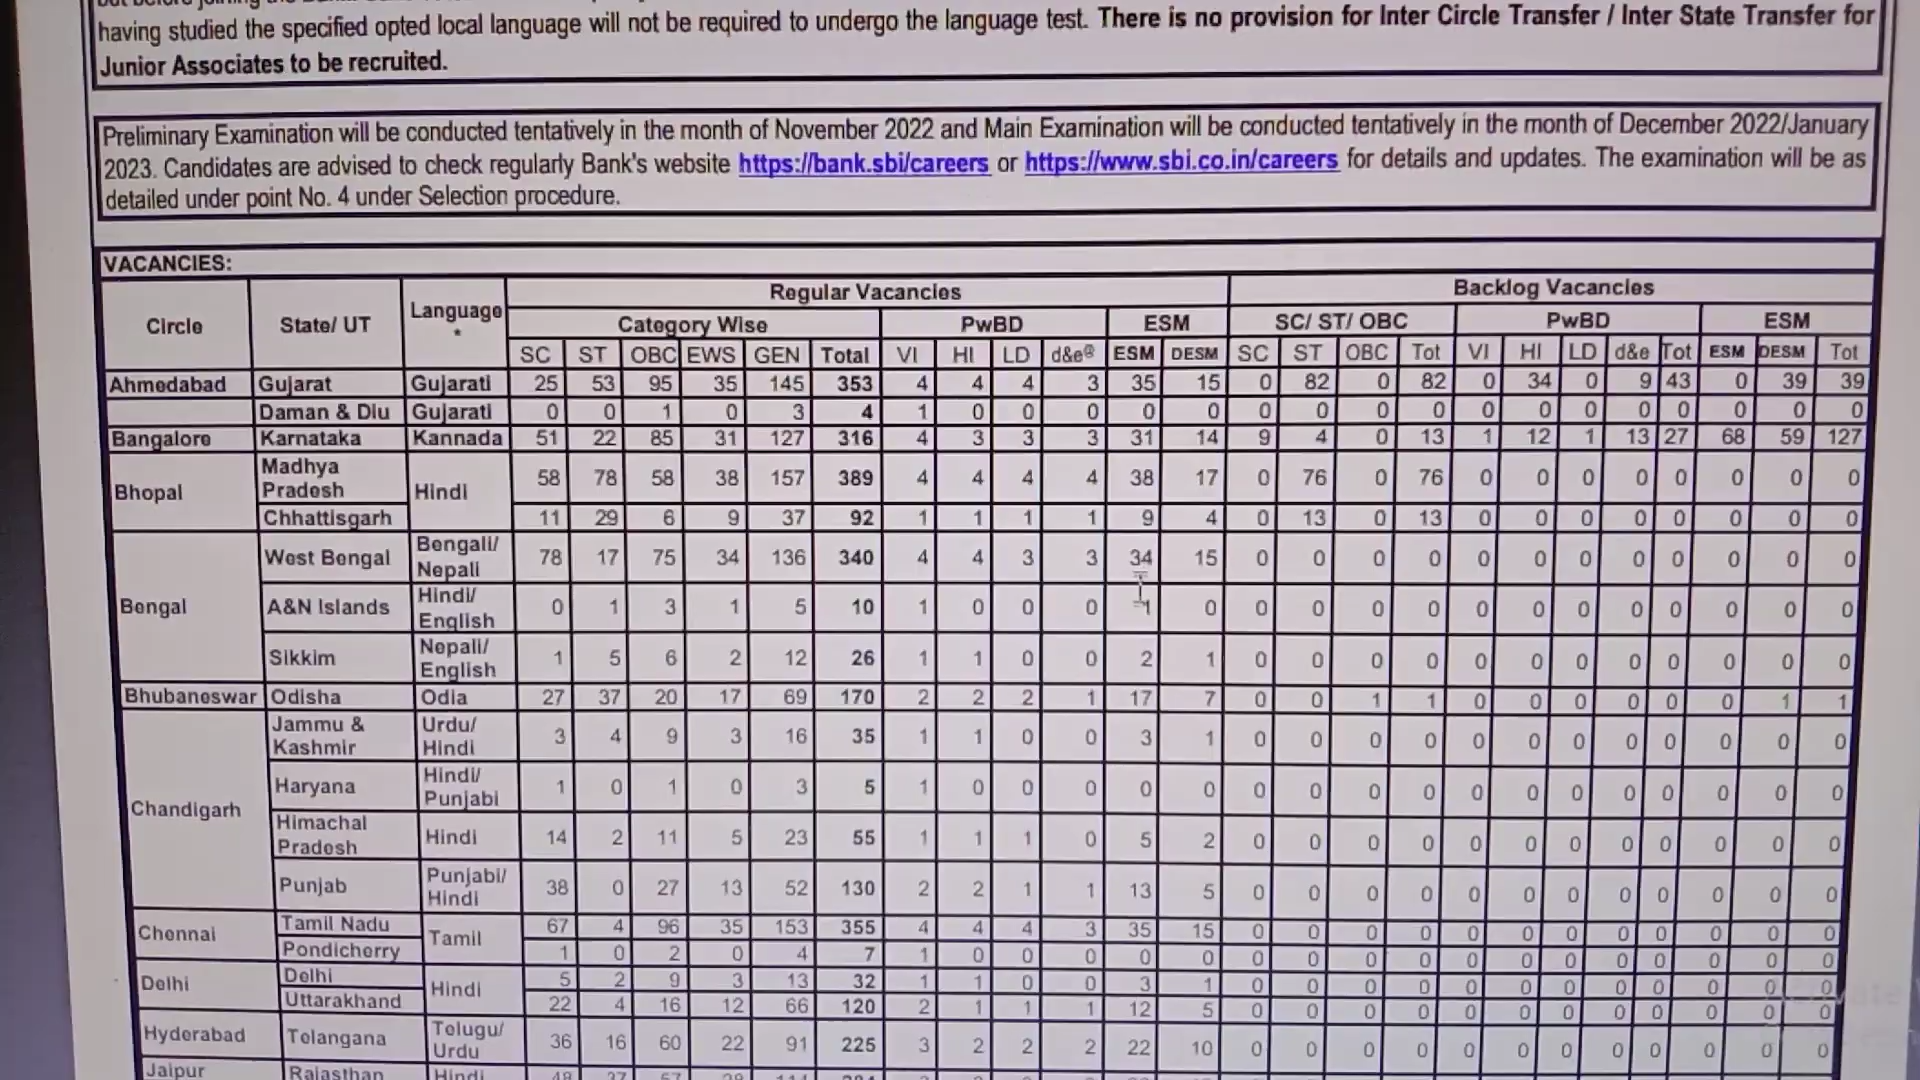 having studied the specified opted local language will not be required to undergo the language test. There is no provision for Inter Circle Transfer / Inter State Transfer for
Junior Associates to be recruited.
Preliminary Examination will be conducted tentatively in the month of November 2022 and Main Examination will be conducted tentatively in the month of December 2022/January
2023. Candidates are advised to check regularly Bank's website https://bank.sbi/careers or https://www.sbi.co.in/careers for details and updates. The examination will be as
detailed under point No. 4 under Selection procedure.
VACANCIES:
Circle State/ UT Language * Regular Vacancies Backlog Vacancies
Category Wise PwBD ESM SC/ ST/ OBC PwBD ESM
SC ST OBC EWS GEN Total VI HI LD d&e@ ESM DESM SC ST OBC Tot VI HI LD d&e Tot ESM DESM Tot
Ahmedabad Gujarat Gujarati 25 53 95 35 145 353 4 4 4 3 35 15 0 82 0 82 0 34 0 9 43 0 39 39
Daman & Diu Gujarati 0 0 1 0 3 4 1 0 0 0 0 0 0 0 0 0 0 0 0 0 0 0 0 0
Bangalore Karnataka Kannada 51 22 85 31 127 316 4 3 3 3 31 14 9 4 0 13 1 12 1 13 27 68 59 127
Bhopal Madhya Pradesh Hindi 58 78 58 38 157 389 4 4 4 4 38 17 0 76 0 76 0 0 0 0 0 0 0 0
Chhattisgarh 11 29 6 9 37 92 1 1 1 1 9 4 0 13 0 13 0 0 0 0 0 0 0 0
Bengal West Bengal Bengali/ Nepali 78 17 75 34 136 340 4 4 3 3 34 15 0 0 0 0 0 0 0 0 0 0 0 0
A&N Islands Hindi/ English 0 1 3 1 5 10 1 0 0 0 1 0 0 0 0 0 0 0 0 0 0 0 0 0
Sikkim Nepali/ English 1 5 6 2 12 26 1 1 0 0 2 1 0 0 0 0 0 0 0 0 0 0 0 0
Bhubaneswar Odisha Odia 27 37 20 17 69 170 2 2 2 1 17 7 0 0 1 1 0 0 0 0 0 0 1 1
Chandigarh Jammu & Kashmir Urdu/ Hindi 3 4 9 3 16 35 1 1 0 0 3 1 0 0 0 0 0 0 0 0 0 0 0 0
Haryana Hindi/ Punjabi 1 0 1 0 3 5 1 0 0 0 0 0 0 0 0 0 0 0 0 0 0 0 0 0
Himachal Pradesh Hindi 14 2 11 5 23 55 1 1 1 0 5 2 0 0 0 0 0 0 0 0 0 0 0 0
Punjab Punjabi/ Hindi 38 0 27 13 52 130 2 2 1 1 13 5 0 0 0 0 0 0 0 0 0 0 0 0
Chennai Tamil Nadu Tamil 67 4 96 35 153 355 4 4 4 3 35 15 0 0 0 0 0 0 0 0 0 0 0 0
Pondicherry 1 0 2 0 4 7 1 0 0 0 0 0 0 0 0 0 0 0 0 0 0 0 0 0
Delhi Delhi Hindi 5 2 9 3 13 32 1 1 0 0 3 1 0 0 0 0 0 0 0 0 0 0 0 0
Uttarakhand 22 4 16 12 66 120 2 1 1 1 12 5 0 0 0 0 0 0 0 0 0 0 0 0
Hyderabad Telangana Telugu/ Urdu 36 16 60 22 91 225 3 2 2 2 22 10 0 0 0 0 0 0 0 0 0 0 0 0
Jaipur Rajasthan Hindi